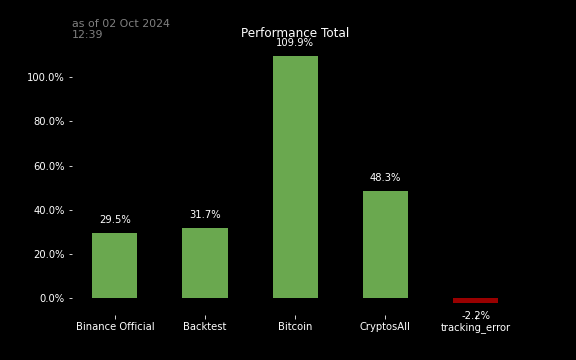 as of 02 Oct 2024
12:39
Performance Total
109.9%
100.0%
80.0%
60.0%
48.3%
40.0%
31.7%
29.5%
20.0%
0.0%
-2.2%
Binance Official
Backtest
Bitcoin
CryptosAll
tracking_error